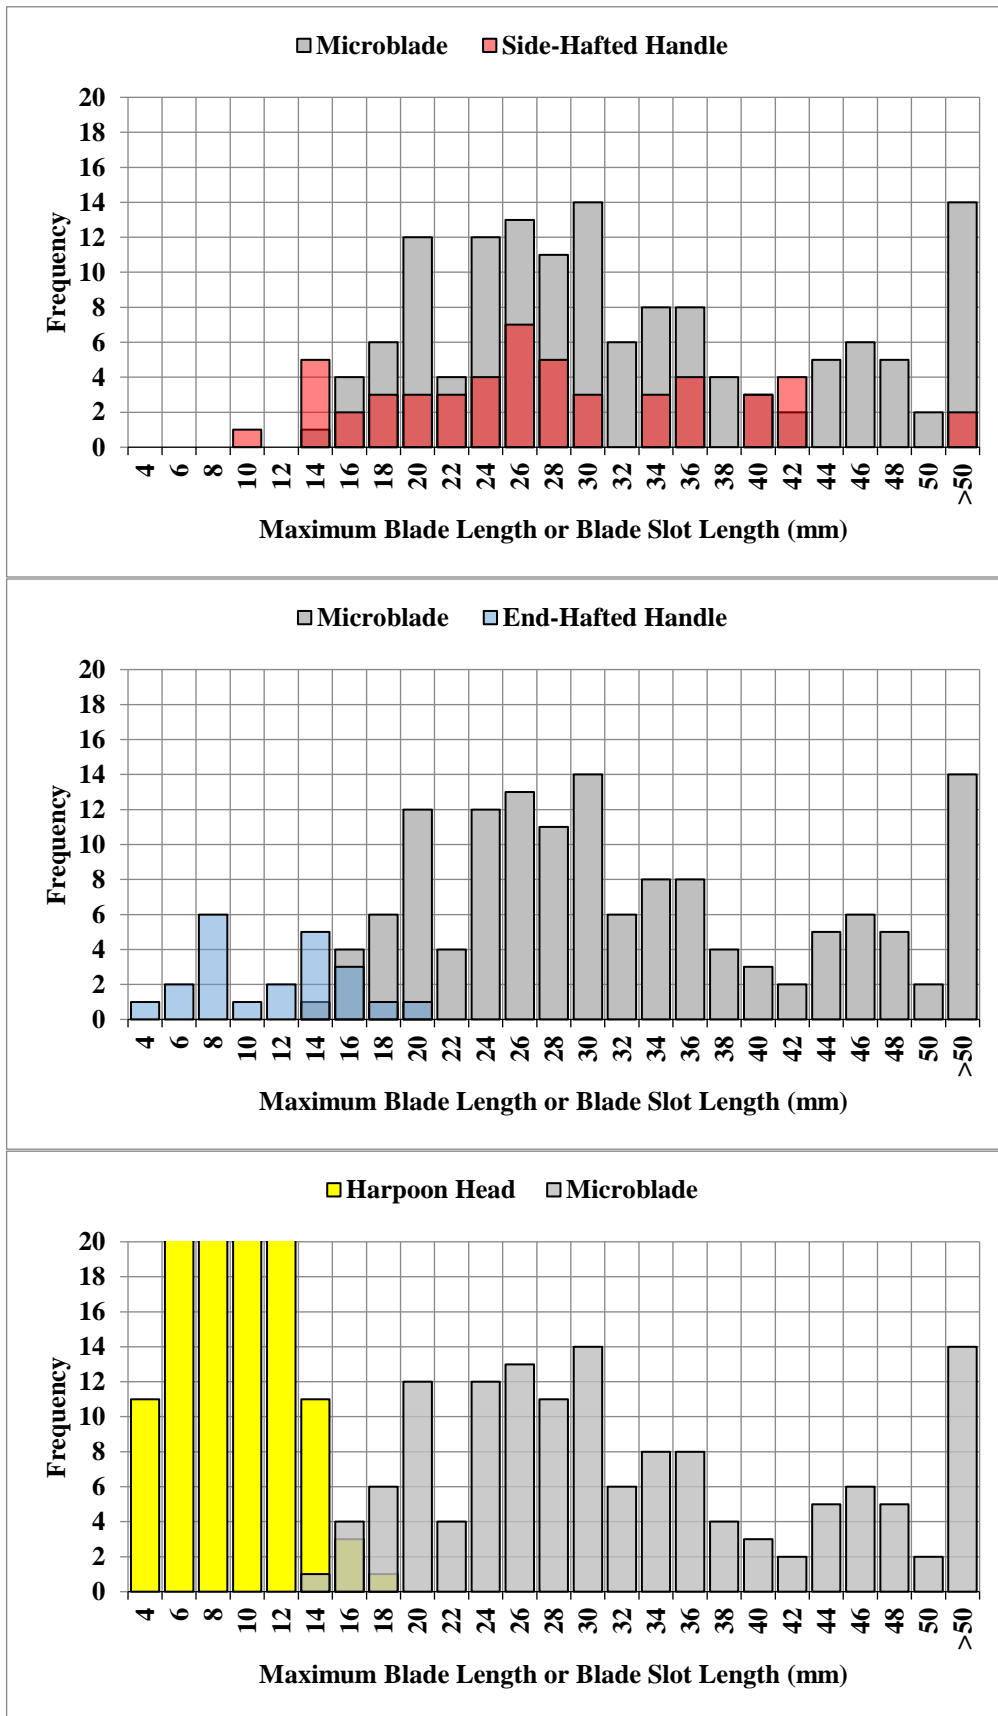 Microblade Side-Hafted Handle
20
18
16
14
12
10
8
6
4
2
0
Frequency
4 6 8 10 12 14 16 18 20 22 24 26 28 30 32 34 36 38 40 42 44 46 48 50 >50
Maximum Blade Length or Blade Slot Length (mm)
Microblade End-Hafted Handle
20
18
16
14
12
10
8
6
4
2
0
Frequency
4 6 8 10 12 14 16 18 20 22 24 26 28 30 32 34 36 38 40 42 44 46 48 50 >50
Maximum Blade Length or Blade Slot Length (mm)
Harpoon Head Microblade
20
18
16
14
12
10
8
6
4
2
0
Frequency
4 6 8 10 12 14 16 18 20 22 24 26 28 30 32 34 36 38 40 42 44 46 48 50 >50
Maximum Blade Length or Blade Slot Length (mm)